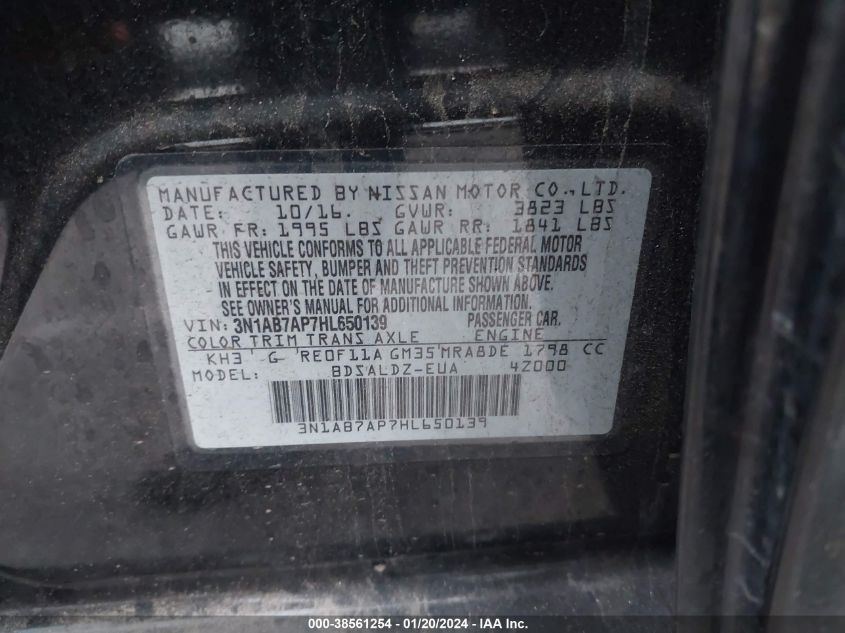 MANUFACTURED BY NISSAN MOTOR CO., LTD.
DATE: 10/16. GVWR: 3823 LBS
GAWR FR: 1995 LBS GAWR RR: 1841 LBS
THIS VEHICLE CONFORMS TO ALL APPLICABLE FEDERAL MOTOR
VEHICLE SAFETY, BUMPER AND THEFT PREVENTION STANDARDS
IN EFFECT ON THE DATE OF MANUFACTURE SHOWN ABOVE.
SEE OWNER'S MANUAL FOR ADDITIONAL INFORMATION.
VIN: 3N1AB7AP7HL650139 PASSENGER CAR.
COLOR TRIM TRANS AXLE ENGINE
KH3 G RE0F11A GM35 MRA8DE 1798 CC
MODEL: BDSALDZ-EUA 4Z000
3N1AB7AP7HL650139
000-38561254 - 01/20/2024 - IAAI.com